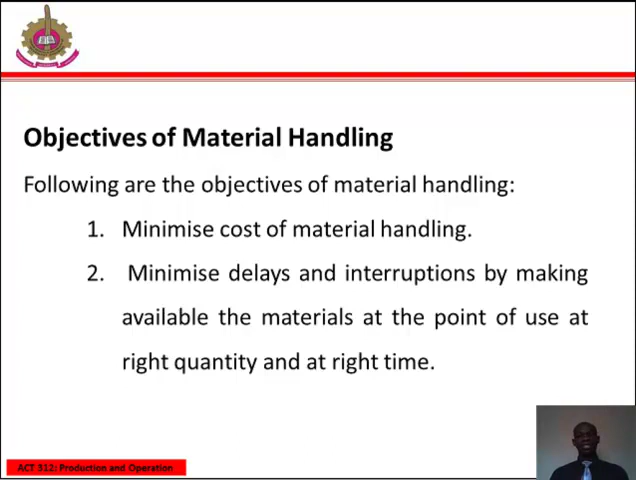 Objectives of Material Handling
Following are the objectives of material handling:
1. Minimise cost of material handling.
2. Minimise delays and interruptions by making
available the materials at the point of use at
right quantity and at right time.
ACT 312: Production and Operation